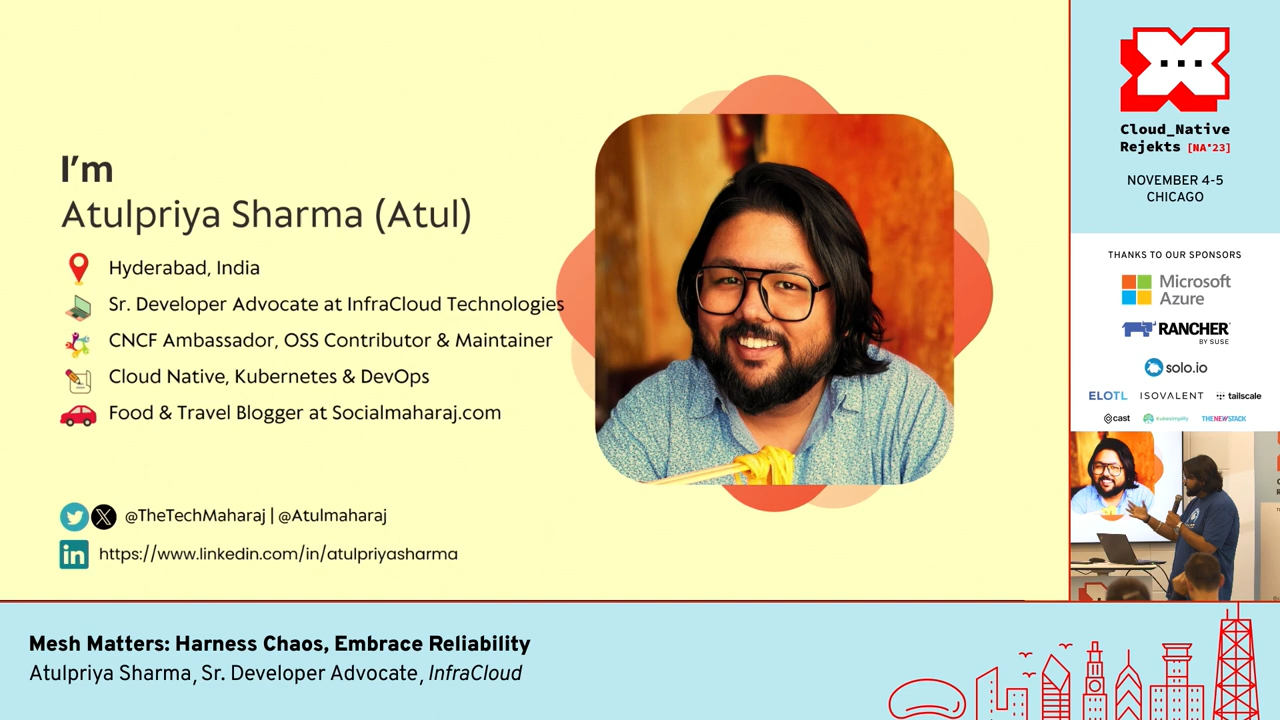 I'm
Atulpriya Sharma (Atul)
Hyderabad, India
Sr. Developer Advocate at InfraCloud Technologies
CNCF Ambassador, OSS Contributor & Maintainer
Cloud Native, Kubernetes & DevOps
Food & Travel Blogger at Socialmaharaj.com
@TheTechMaharaj | @Atulmaharaj
in https://www.linkedin.com/in/atulpriyasharma
Cloud_Native
Rejekts [NA'23]
NOVEMBER 4-5
CHICAGO
THANKS TO OUR SPONSORS
Microsoft
Azure
RANCHER
BY SUSE
solo.io
ELOTL ISOVALENT tailscale
cast Kubesimplify THENEWSTACK
Mesh Matters: Harness Chaos, Embrace Reliability
Atulpriya Sharma, Sr. Developer Advocate, InfraCloud